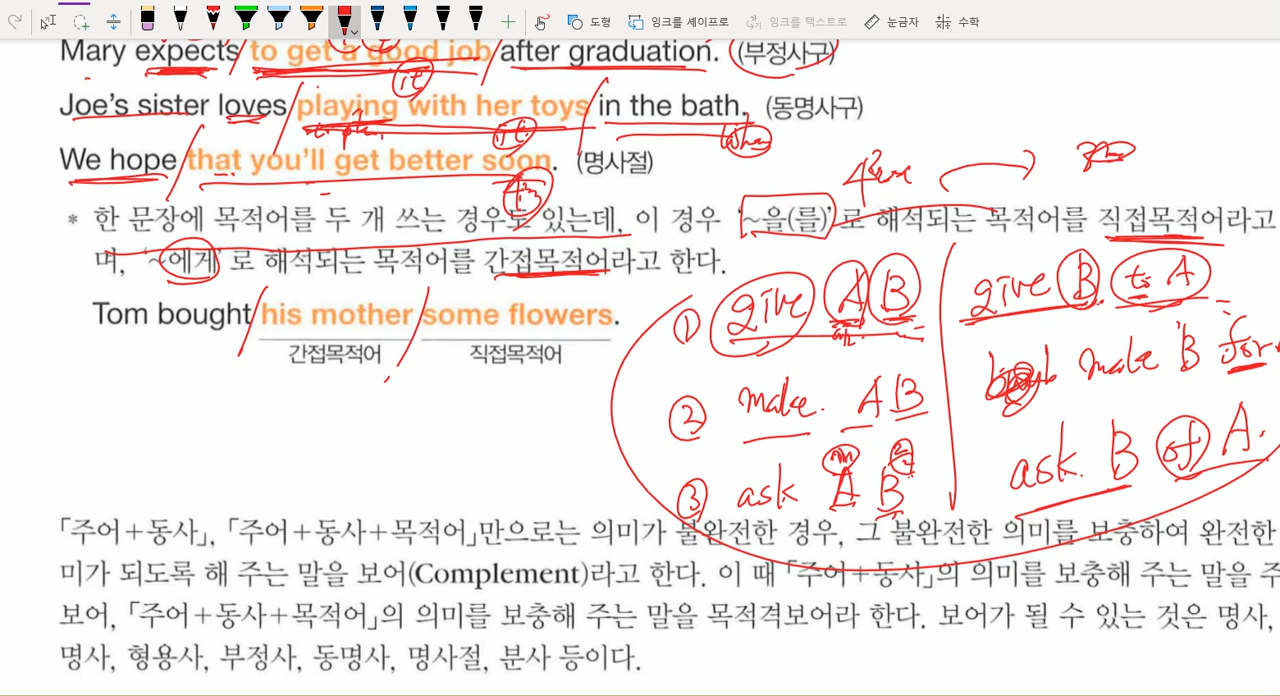 도형 잉크를 셰이프로 잉크를 텍스트로 눈금자 수학
Mary expects to get a good job after graduation. (부정사구)
it
Joe's sister loves playing with her toys in the bath. (동명사구)
it
We hope that you'll get better soon. (명사절)
* 한 문장에 목적어를 두 개 쓰는 경우도 있는데, 이 경우 '~을(를)'로 해석되는 목적어를 직접목적어라고
며, '~에게'로 해석되는 목적어를 간접목적어라고 한다.
Tom bought his mother some flowers.
간접목적어 직접목적어
① give A B
give B to A
② make A B
make B for
③ ask A B
ask B of A.
「주어+동사」, 「주어+동사+목적어」만으로는 의미가 불완전한 경우, 그 불완전한 의미를 보충하여 완전한
미가 되도록 해 주는 말을 보어(Complement)라고 한다. 이 때 「주어+동사」의 의미를 보충해 주는 말을 주
보어, 「주어+동사+목적어」의 의미를 보충해 주는 말을 목적격보어라 한다. 보어가 될 수 있는 것은 명사,
명사, 형용사, 부정사, 동명사, 명사절, 분사 등이다.